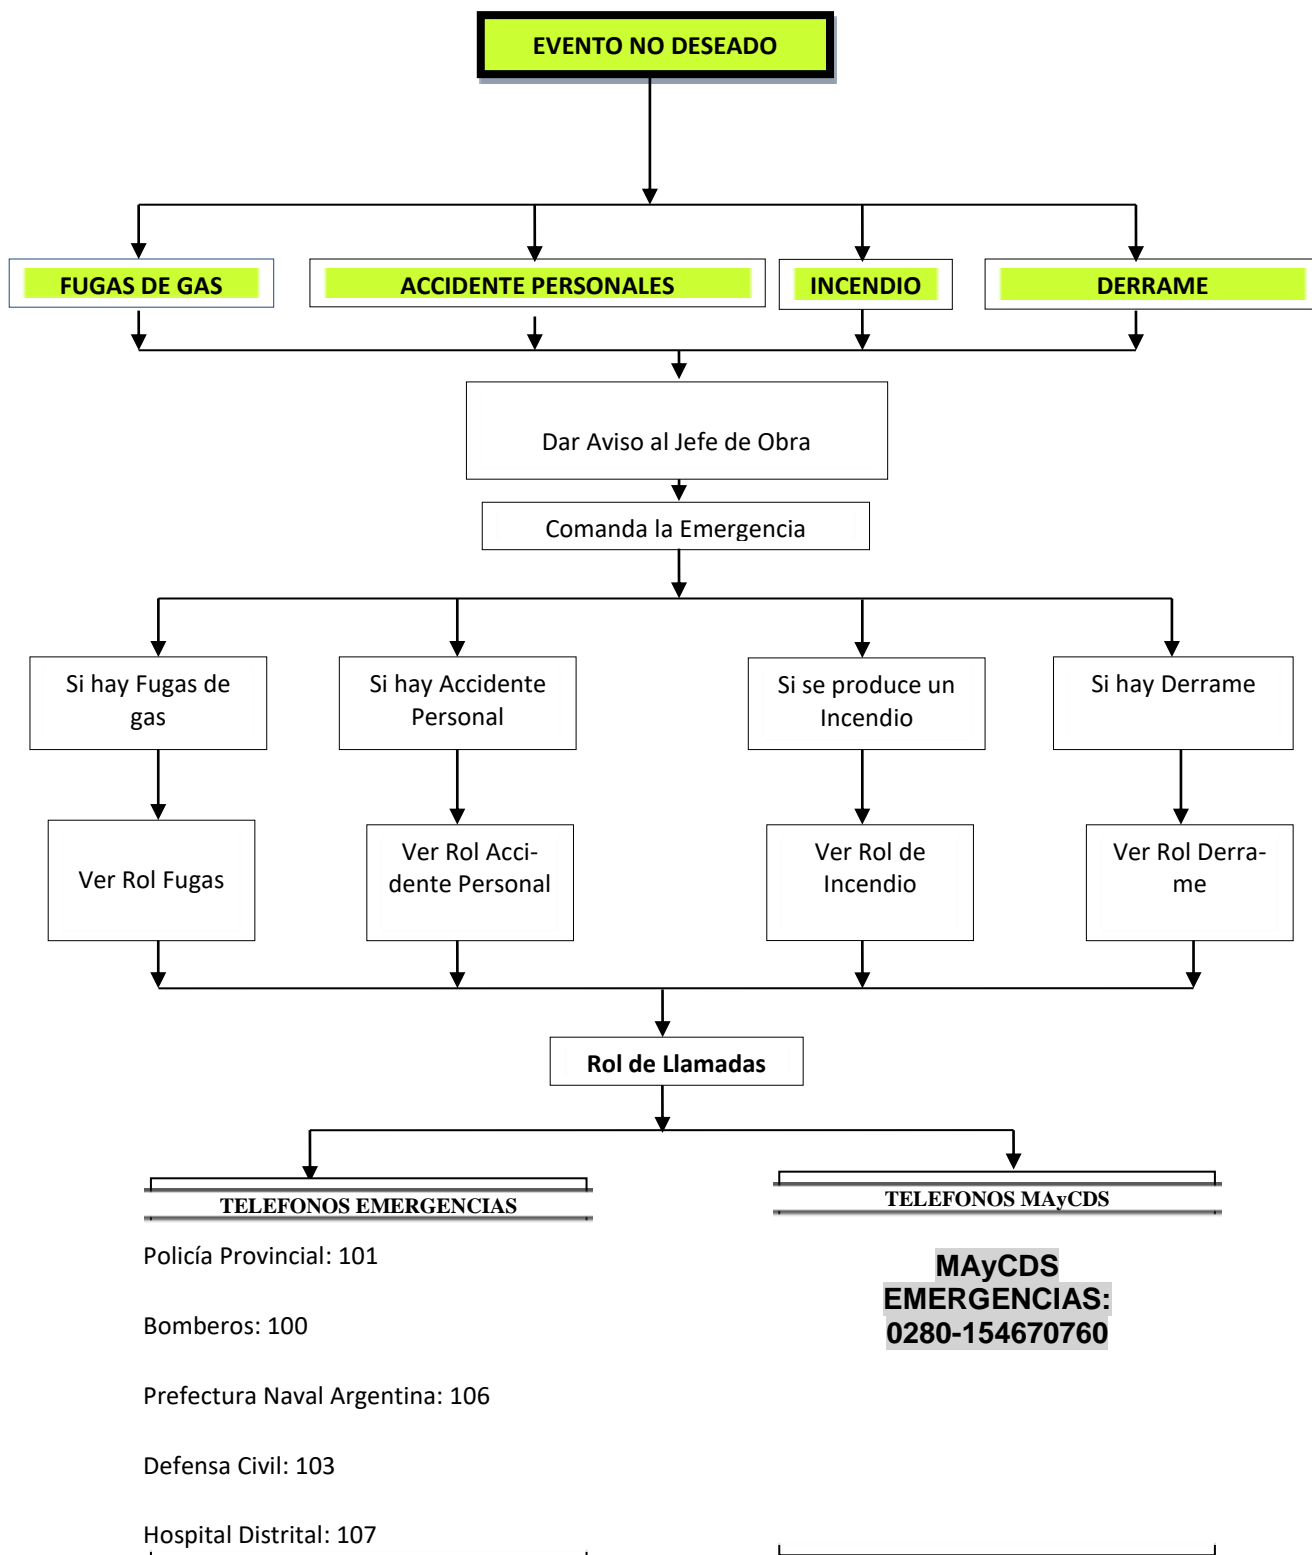 EVENTO NO DESEADO
FUGAS DE GAS
ACCIDENTE PERSONALES
INCENDIO
DERRAME
Dar Aviso al Jefe de Obra
Comanda la Emergencia
Si hay Fugas de
gas
Si hay Accidente
Personal
Si se produce un
Incendio
Si hay Derrame
Ver Rol Fugas
Ver Rol Acci-
dente Personal
Ver Rol de
Incendio
Ver Rol Derra-
me
Rol de Llamadas
TELEFONOS EMERGENCIAS
Policía Provincial: 101
Bomberos: 100
Prefectura Naval Argentina: 106
Defensa Civil: 103
Hospital Distrital: 107
TELEFONOS MAyCDS
MAyCDS
EMERGENCIAS:
0280-154670760